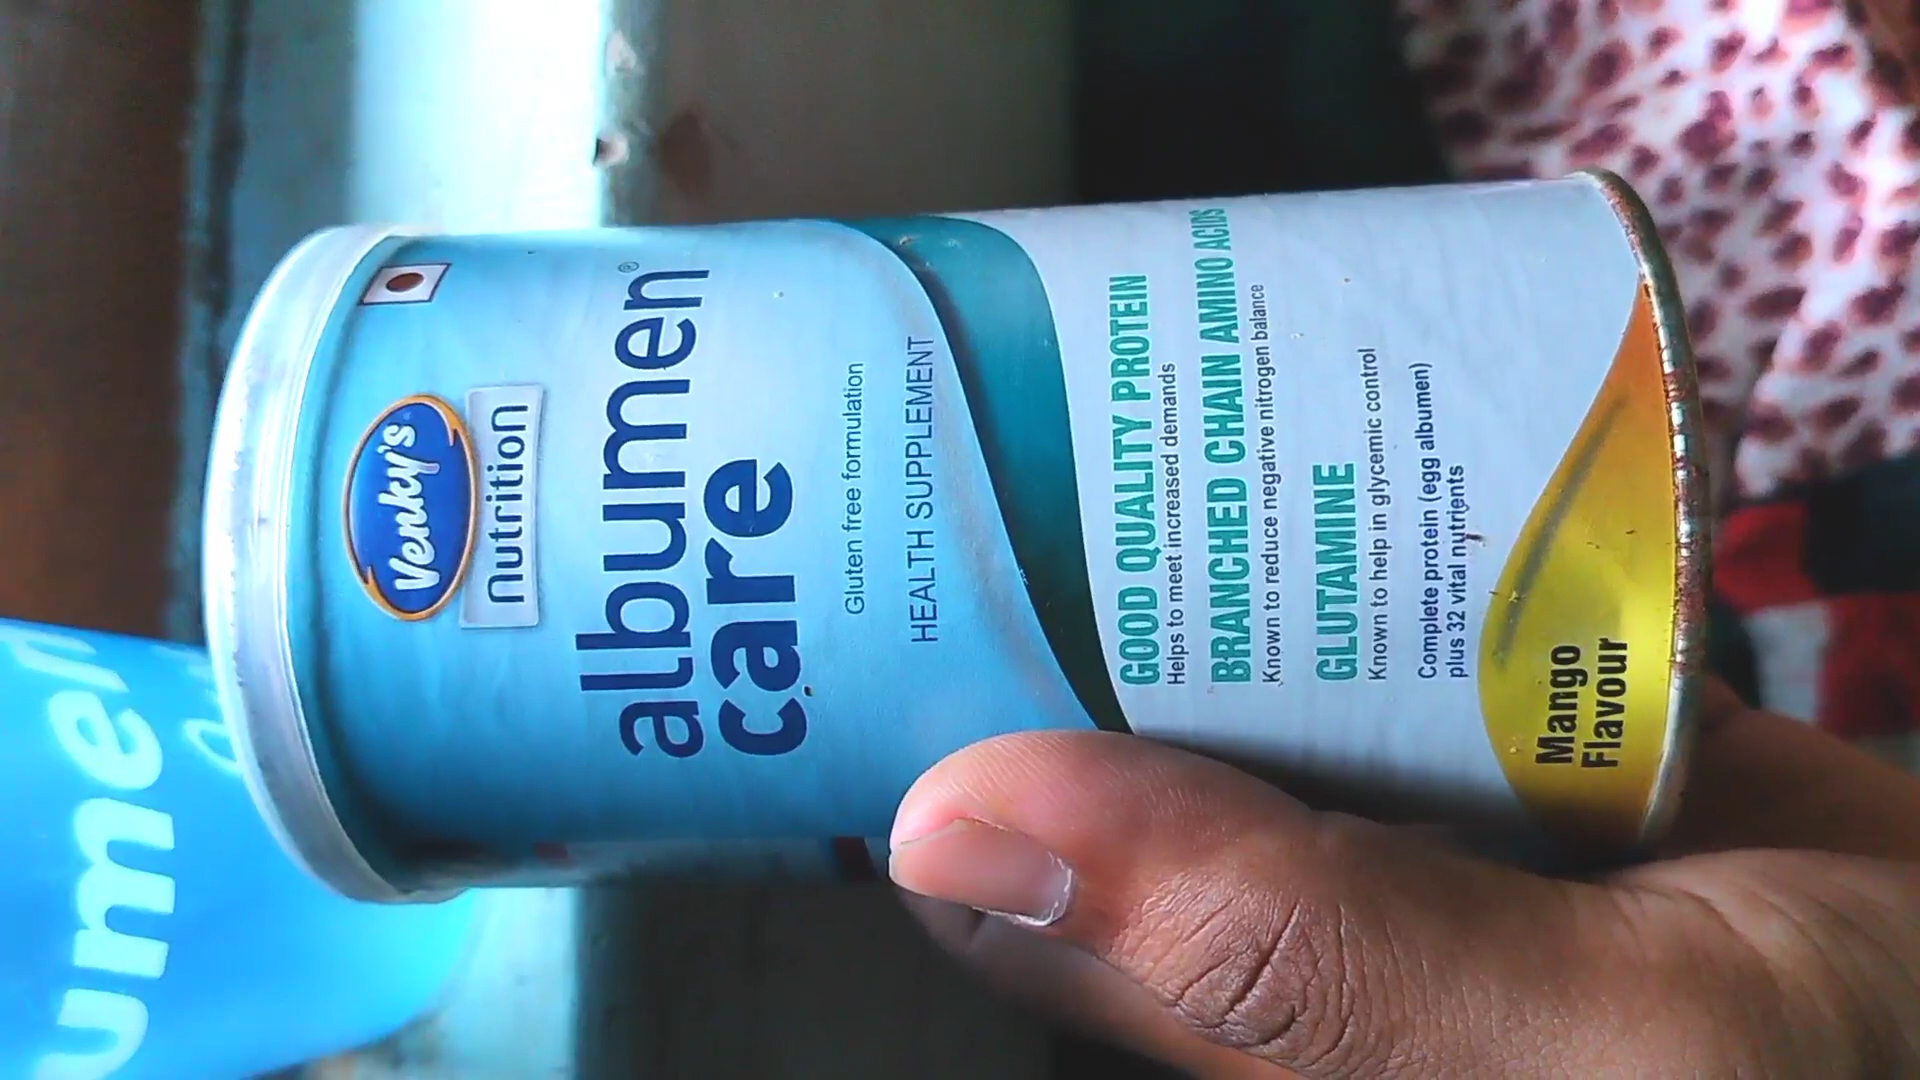 Venky's
nutrition
albumen®
care
Gluten free formulation
HEALTH SUPPLEMENT
GOOD QUALITY PROTEIN
Helps to meet increased demands
BRANCHED CHAIN AMINO ACIDS
Known to reduce negative nitrogen balance
GLUTAMINE
Known to help in glycemic control
Complete protein (egg albumen)
plus 32 vital nutrients
Mango
Flavour
umen